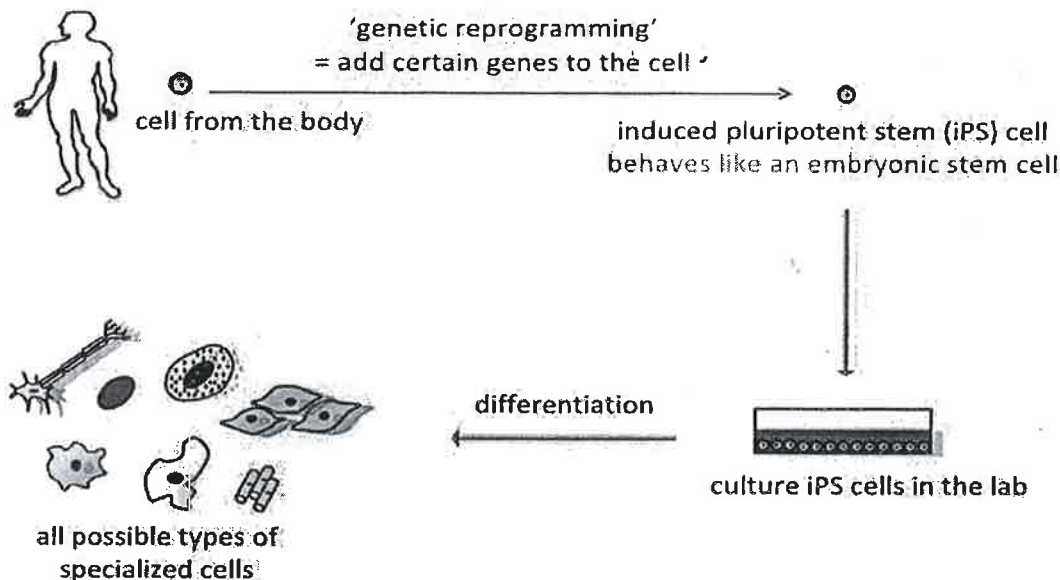 'genetic reprogramming'
= add certain genes to the cell
cell from the body
induced pluripotent stem (iPS) cell
behaves like an embryonic stem cell
culture iPS cells in the lab
differentiation
all possible types of
specialized cells